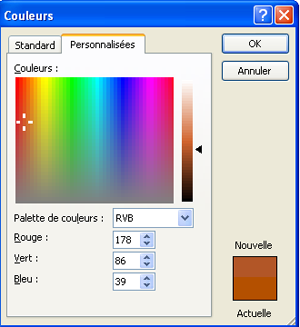 Couleurs
Standard Personnalisées
OK
Annuler
Couleurs :
Palette de couleurs : RVB
Rouge : 178
Vert : 86
Bleu : 39
Nouvelle
Actuelle